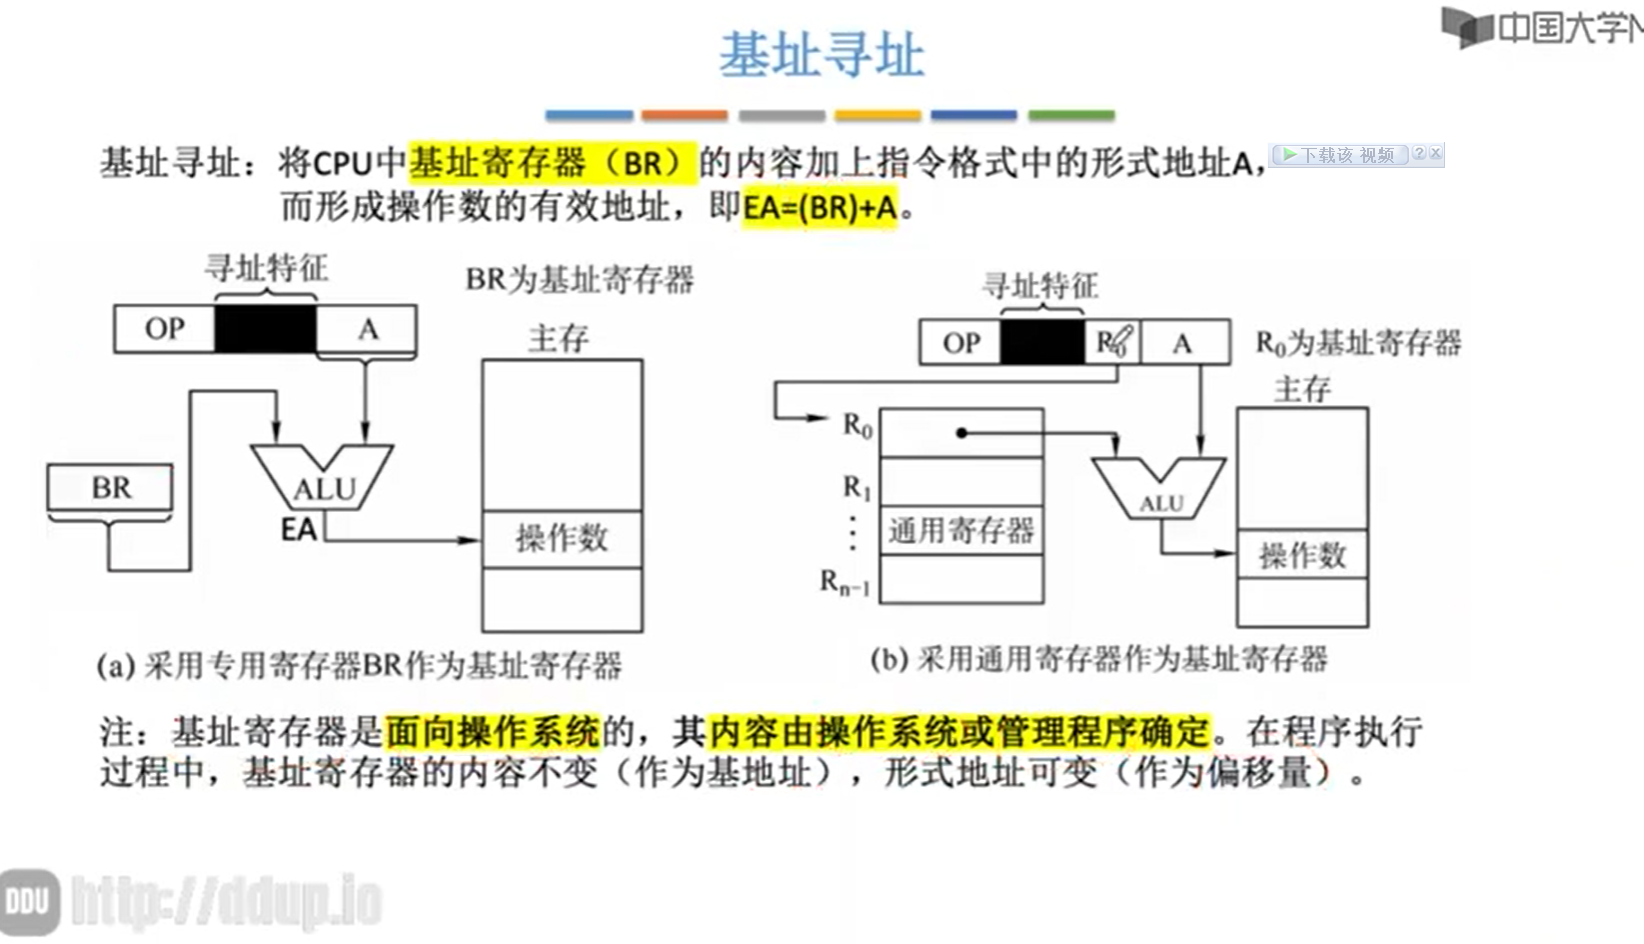 中国大学M
基址寻址
基址寻址：将CPU中基址寄存器（BR）的内容加上指令格式中的形式地址A，
下载该 视频 ? x
而形成操作数的有效地址，即EA=(BR)+A。
寻址特征
BR为基址寄存器
OP
A
主存
BR
ALU
EA
操作数
(a) 采用专用寄存器BR作为基址寄存器
寻址特征
OP
R0
A
R0为基址寄存器
主存
R0
R1
⋮
通用寄存器
Rn-1
ALU
操作数
(b) 采用通用寄存器作为基址寄存器
注：基址寄存器是面向操作系统的，其内容由操作系统或管理程序确定。在程序执行
过程中，基址寄存器的内容不变（作为基地址），形式地址可变（作为偏移量）。
DDU http://ddup.io